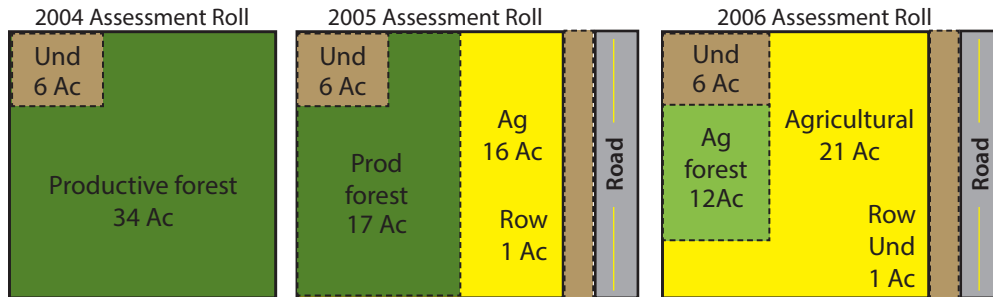 2004 Assessment Roll
Und
6 Ac
Productive forest
34 Ac
2005 Assessment Roll
Und
6 Ac
Prod
forest
17 Ac
Ag
16 Ac
Row
1 Ac
Road
2006 Assessment Roll
Und
6 Ac
Ag
forest
12Ac
Agricultural
21 Ac
Row
Und
1 Ac
Road